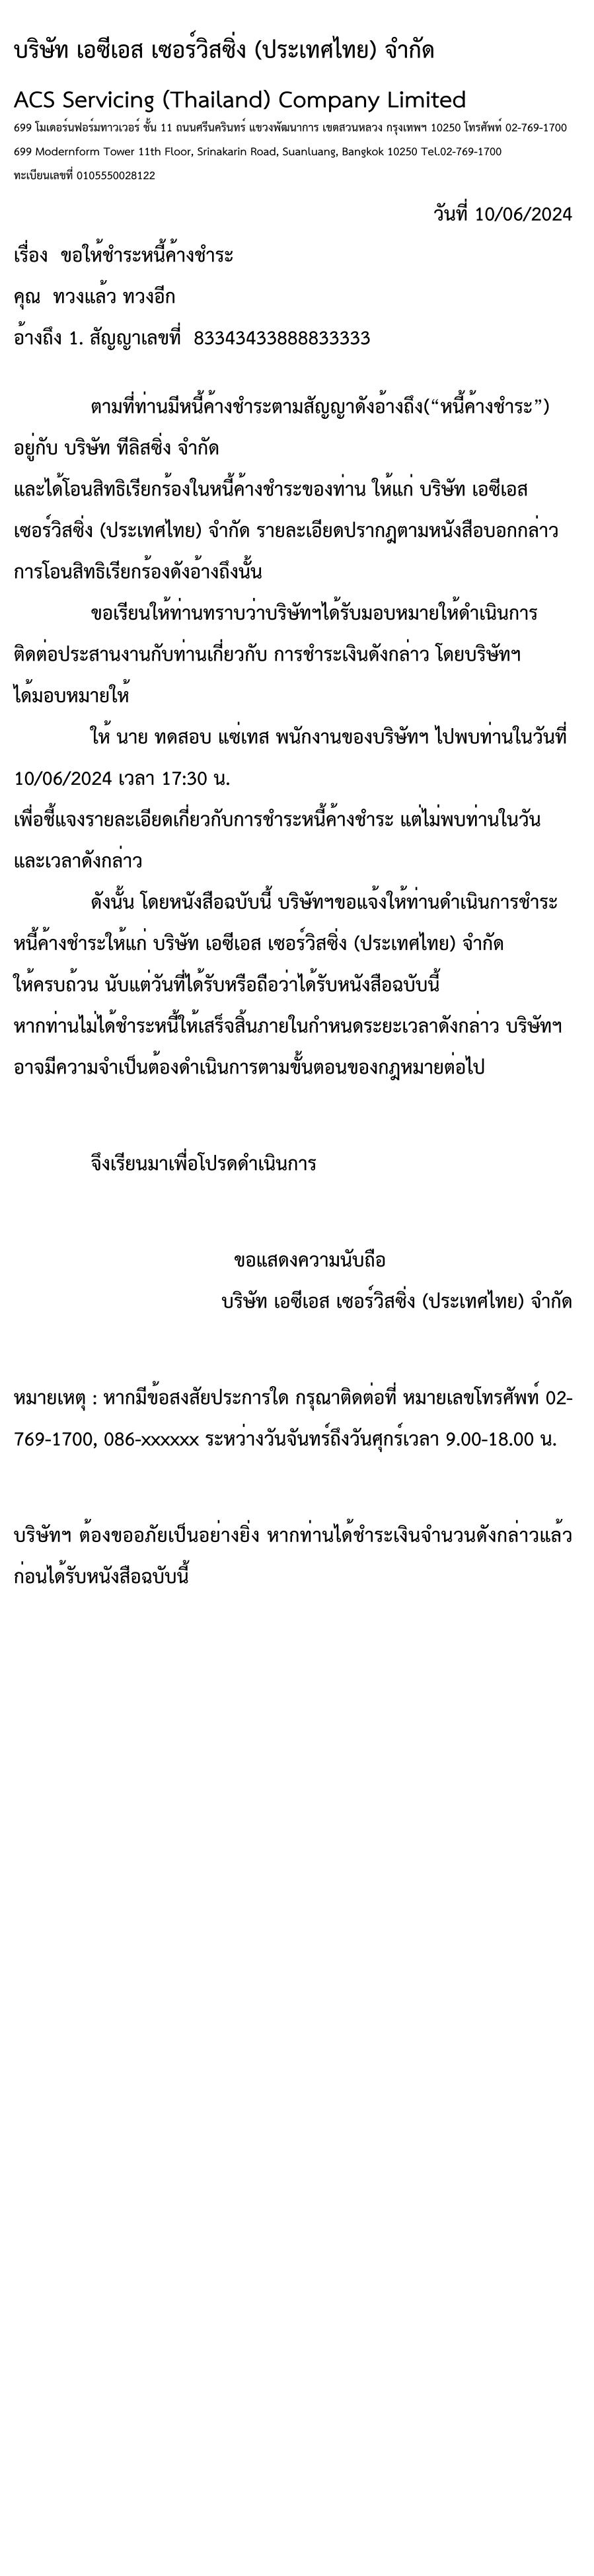 บริษัท เอซีเอส เซอร์วิสซิ่ง (ประเทศไทย) จำกัด
ACS Servicing (Thailand) Company Limited
699 โมเดอร์นฟอร์มทาวเวอร์ ชั้น 11 ถนนศรีนครินทร์ แขวงพัฒนาการ เขตสวนหลวง กรุงเทพฯ 10250 โทรศัพท์ 02-769-1700
699 Modernform Tower 11th Floor, Srinakarin Road, Suanluang, Bangkok 10250 Tel.02-769-1700
ทะเบียนเลขที่ 0105550028122
วันที่ 10/06/2024
เรื่อง ขอให้ชำระหนี้ค้างชำระ
คุณ ทวงแล้ว ทวงอีก
อ้างถึง 1. สัญญาเลขที่ 83343433888833333
ตามที่ท่านมีหนี้ค้างชำระตามสัญญาดังอ้างถึง(“หนี้ค้างชำระ”)
อยู่กับ บริษัท ทีลิสซิ่ง จำกัด
และได้โอนสิทธิเรียกร้องในหนี้ค้างชำระของท่าน ให้แก่ บริษัท เอซีเอส
เซอร์วิสซิ่ง (ประเทศไทย) จำกัด รายละเอียดปรากฎตามหนังสือบอกกล่าว
การโอนสิทธิเรียกร้องดังอ้างถึงนั้น
ขอเรียนให้ท่านทราบว่าบริษัทฯได้รับมอบหมายให้ดำเนินการ
ติดต่อประสานงานกับท่านเกี่ยวกับ การชำระเงินดังกล่าว โดยบริษัทฯ
ได้มอบหมายให้
ให้ นาย ทดสอบ แซ่เทส พนักงานของบริษัทฯ ไปพบท่านในวันที่
10/06/2024 เวลา 17:30 น.
เพื่อชี้แจงรายละเอียดเกี่ยวกับการชำระหนี้ค้างชำระ แต่ไม่พบท่านในวัน
และเวลาดังกล่าว
ดังนั้น โดยหนังสือฉบับนี้ บริษัทฯขอแจ้งให้ท่านดำเนินการชำระ
หนี้ค้างชำระให้แก่ บริษัท เอซีเอส เซอร์วิสซิ่ง (ประเทศไทย) จำกัด
ให้ครบถ้วน นับแต่วันที่ได้รับหรือถือว่าได้รับหนังสือฉบับนี้
หากท่านไม่ได้ชำระหนี้ให้เสร็จสิ้นภายในกำหนดระยะเวลาดังกล่าว บริษัทฯ
อาจมีความจำเป็นต้องดำเนินการตามขั้นตอนของกฎหมายต่อไป
จึงเรียนมาเพื่อโปรดดำเนินการ
ขอแสดงความนับถือ
บริษัท เอซีเอส เซอร์วิสซิ่ง (ประเทศไทย) จำกัด
หมายเหตุ : หากมีข้อสงสัยประการใด กรุณาติดต่อที่ หมายเลขโทรศัพท์ 02-
769-1700, 086-xxxxxx ระหว่างวันจันทร์ถึงวันศุกร์เวลา 9.00-18.00 น.
บริษัทฯ ต้องขออภัยเป็นอย่างยิ่ง หากท่านได้ชำระเงินจำนวนดังกล่าวแล้ว
ก่อนได้รับหนังสือฉบับนี้